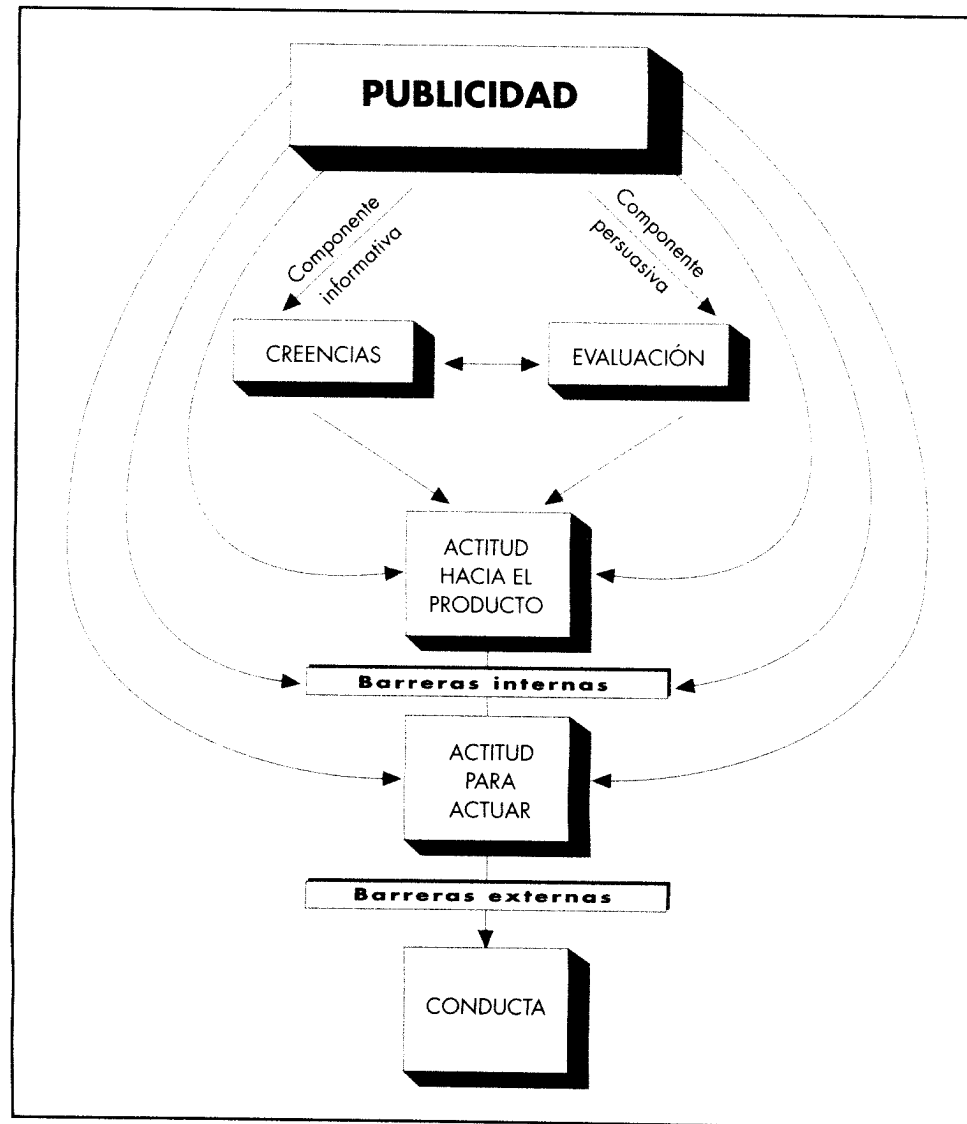 PUBLICIDAD
Componente
informativa
Componente
persuasiva
CREENCIAS
EVALUACIÓN
ACTITUD
HACIA EL
PRODUCTO
Barreras internas
ACTITUD
PARA
ACTUAR
Barreras externas
CONDUCTA